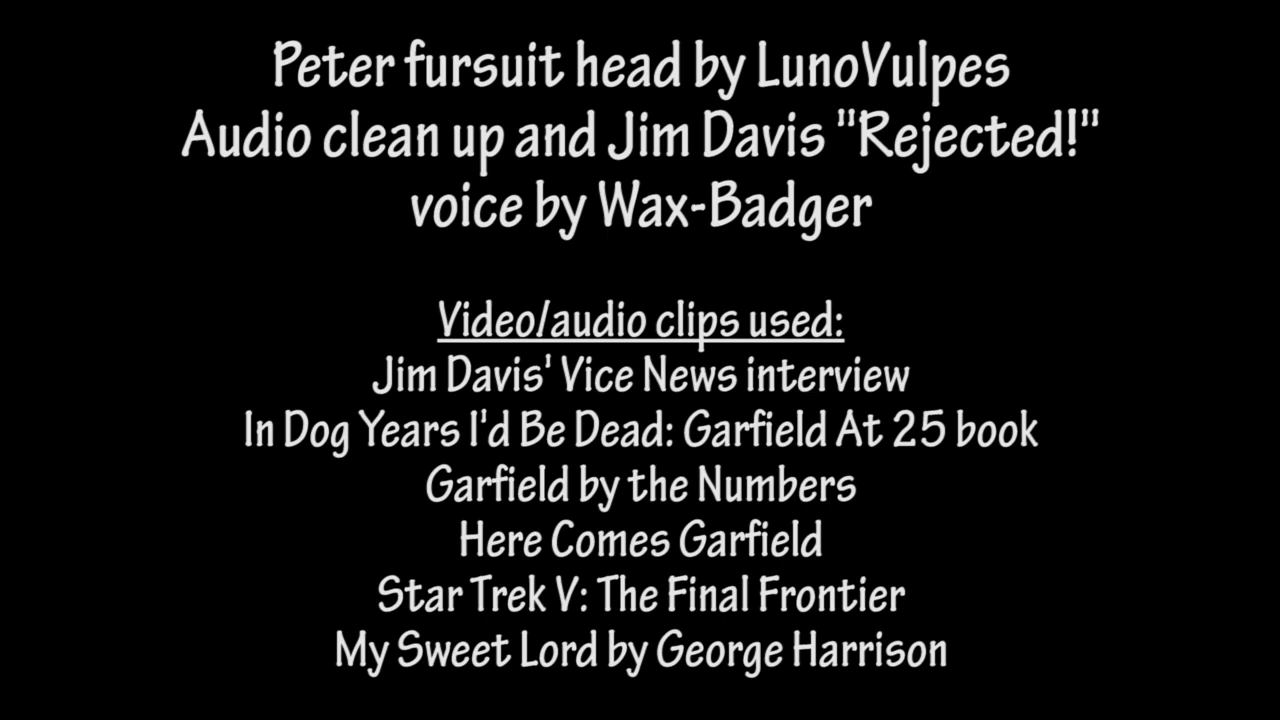 Peter fursuit head by LunoVulpes
Audio clean up and Jim Davis "Rejected!"
voice by Wax-Badger
Video/audio clips used:
Jim Davis' Vice News interview
In Dog Years I'd Be Dead: Garfield At 25 book
Garfield by the Numbers
Here Comes Garfield
Star Trek V: The Final Frontier
My Sweet Lord by George Harrison